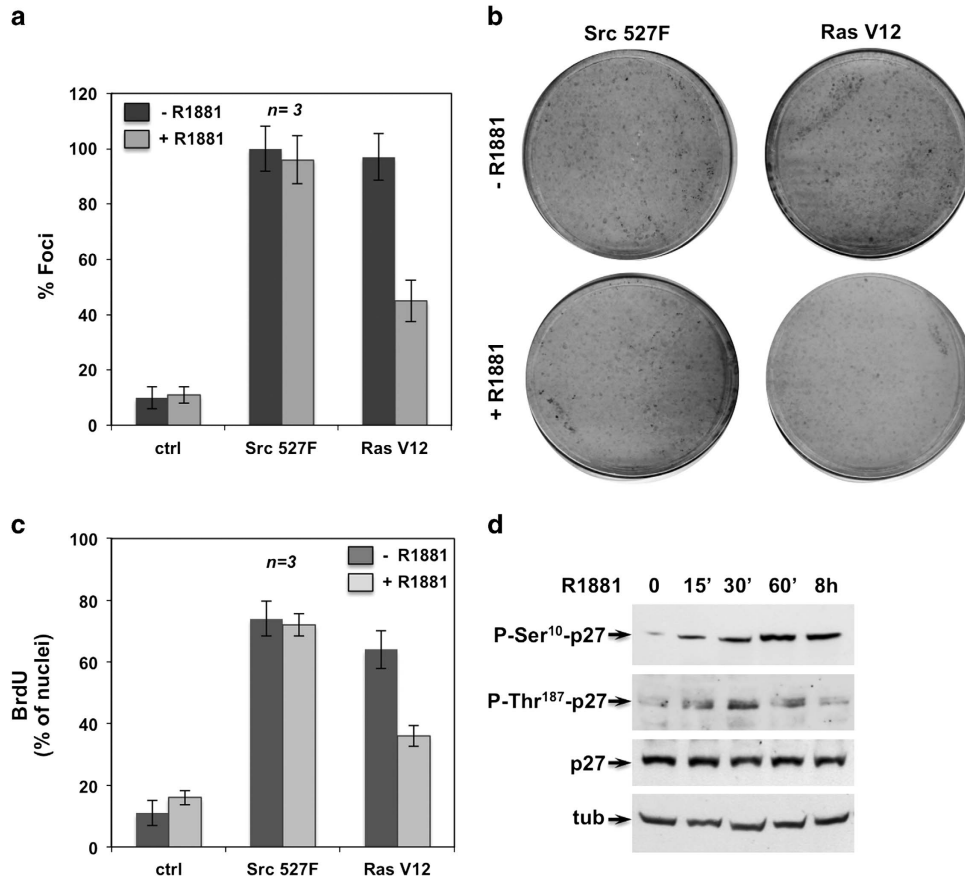 a
120
100
80
60
40
20
0
% Foci
- R1881
+ R1881
n= 3
ctrl
Src 527F
Ras V12
b
Src 527F
Ras V12
- R1881
+ R1881
c
100
80
60
40
20
0
BrdU
(% of nuclei)
n=3
- R1881
+ R1881
ctrl
Src 527F
Ras V12
d
R1881 0 15’ 30’ 60’ 8h
P-Ser¹⁰-p27
P-Thr¹⁸⁷-p27
p27
tub